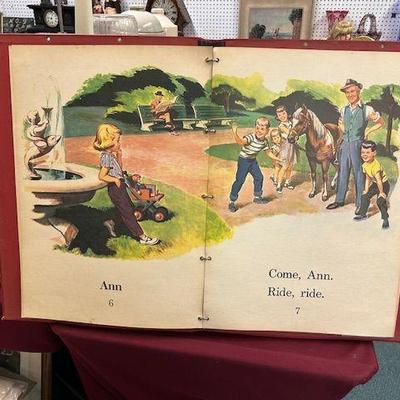 Ann
6
Come, Ann.
Ride, ride.
7